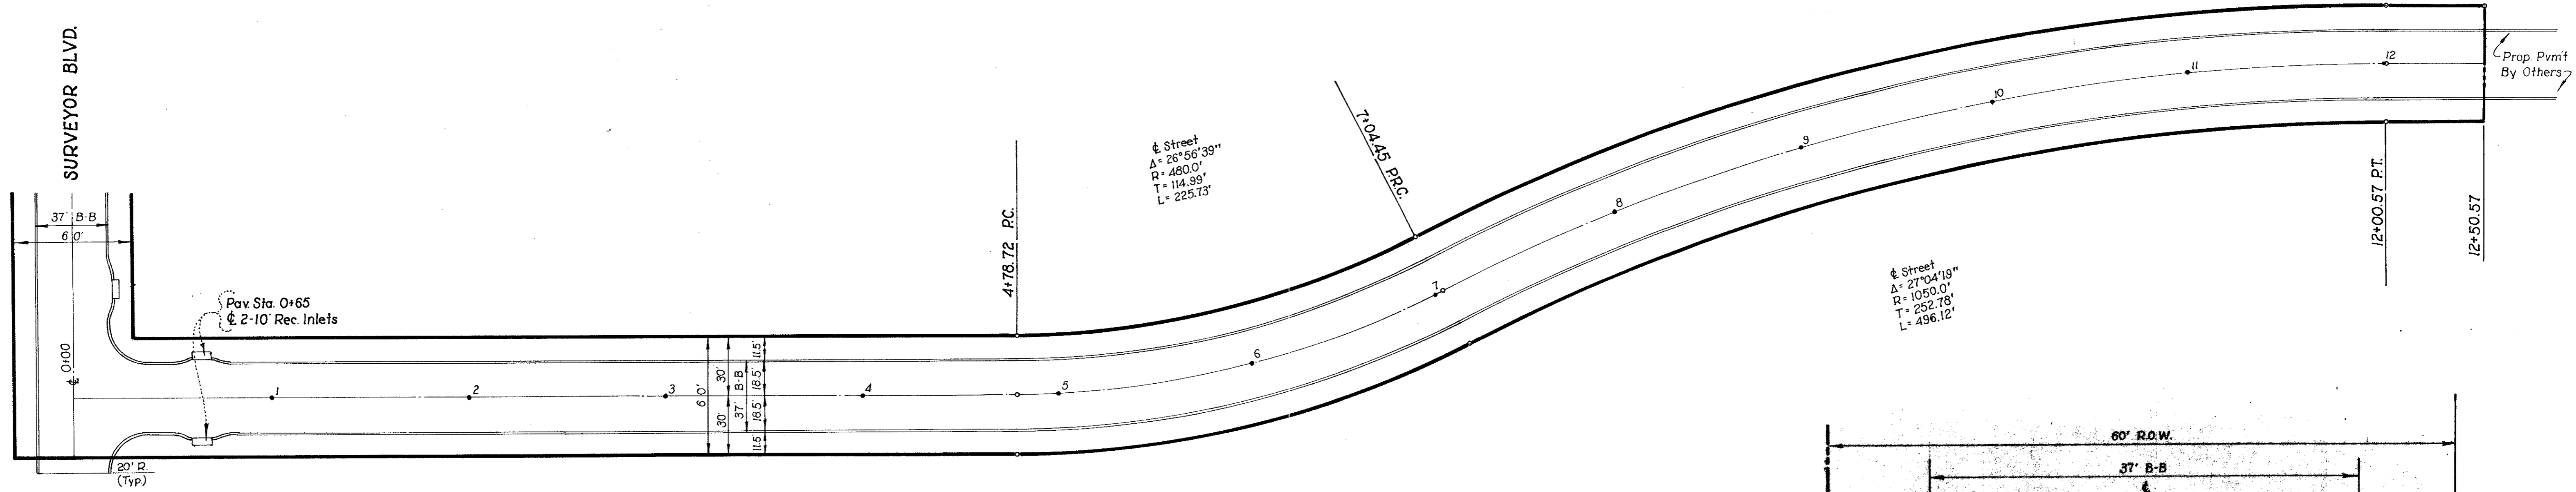 SURVEYOR BLVD.
37' B-B
60'
℄ 0+00
Pav. Sta. 0+65
℄ 2-10' Rec. Inlets
20' R.
(Typ.)
1
2
3
4
5
6
7
8
9
10
11
12
60'
30'
30'
37' B-B
11.5'
18.5'
18.5'
11.5'
4+78.72 P.C.
℄ Street
Δ= 26°56'39"
R= 480.0'
T= 114.99'
L= 225.73'
7+04.45 P.R.C.
℄ Street
Δ= 27°04'19"
R= 1050.0'
T= 252.78'
L= 496.12'
12+00.57 P.T.
12+50.57
Prop. Pvm't
By Others
60' R.O.W.
37' B-B
℄